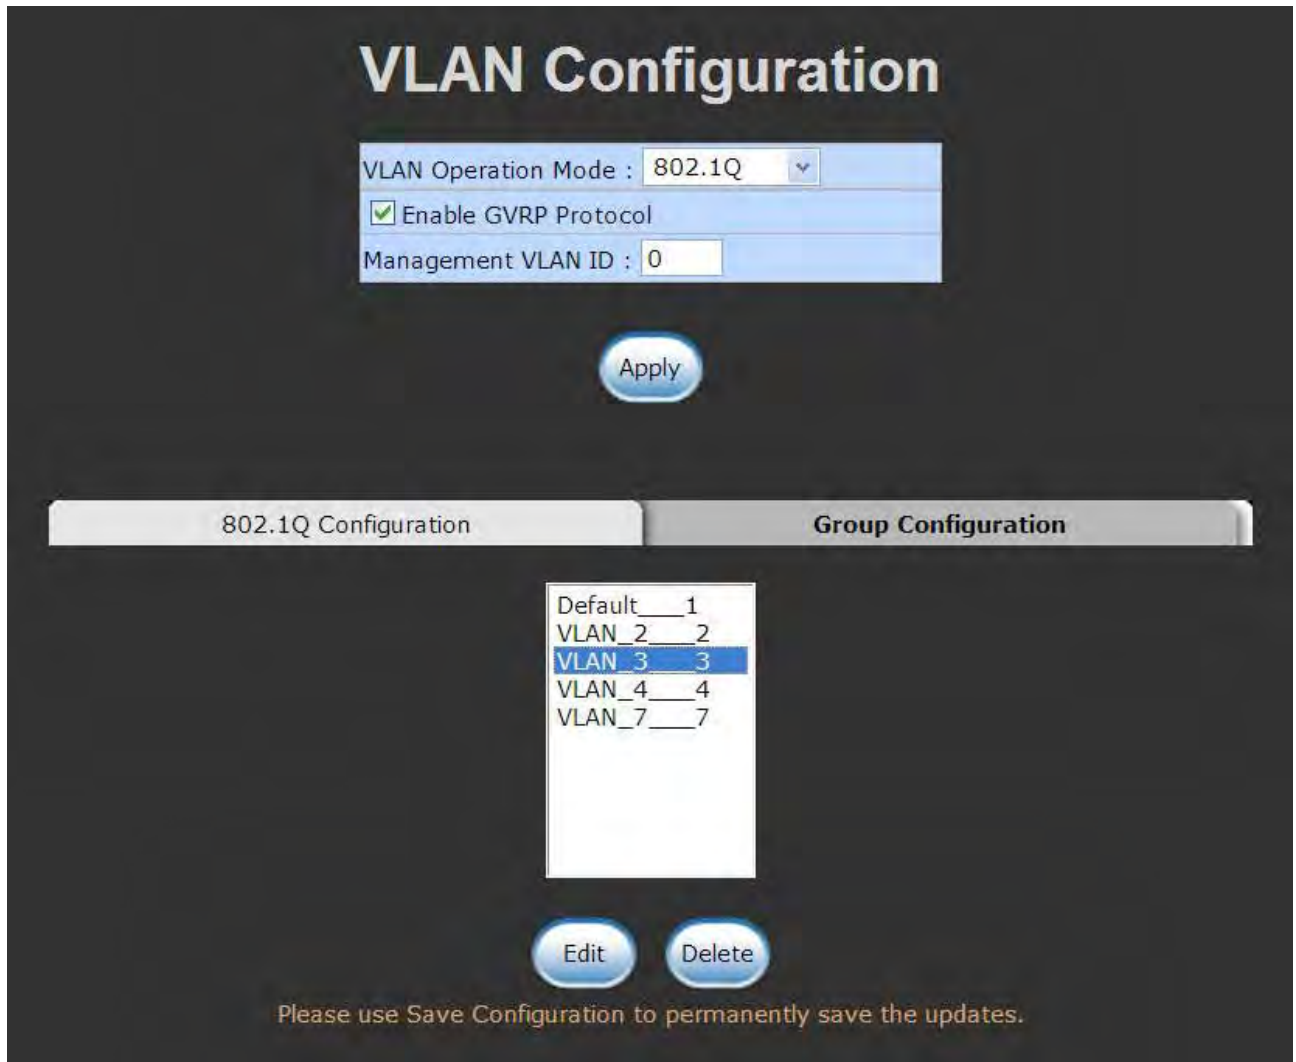 VLAN Configuration
VLAN Operation Mode : 802.1Q
Enable GVRP Protocol
Management VLAN ID : 0
Apply
802.1Q Configuration
Group Configuration
Default___1
VLAN_2___2
VLAN_3___3
VLAN_4___4
VLAN_7___7
Edit
Delete
Please use Save Configuration to permanently save the updates.